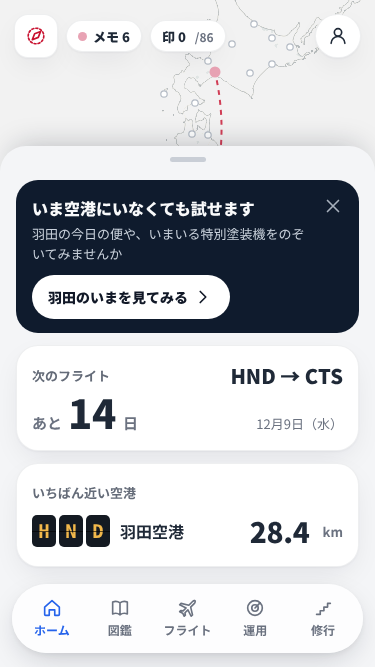 メモ 6
印 0 /86
いま空港にいなくても試せます
羽田の今日の便や、いまいる特別塗装機をのぞ
いてみませんか
羽田のいまを見てみる
次のフライト
HND → CTS
あと 14 日
12月9日（水）
いちばん近い空港
HND 羽田空港
28.4 km
ホーム
図鑑
フライト
運用
修行